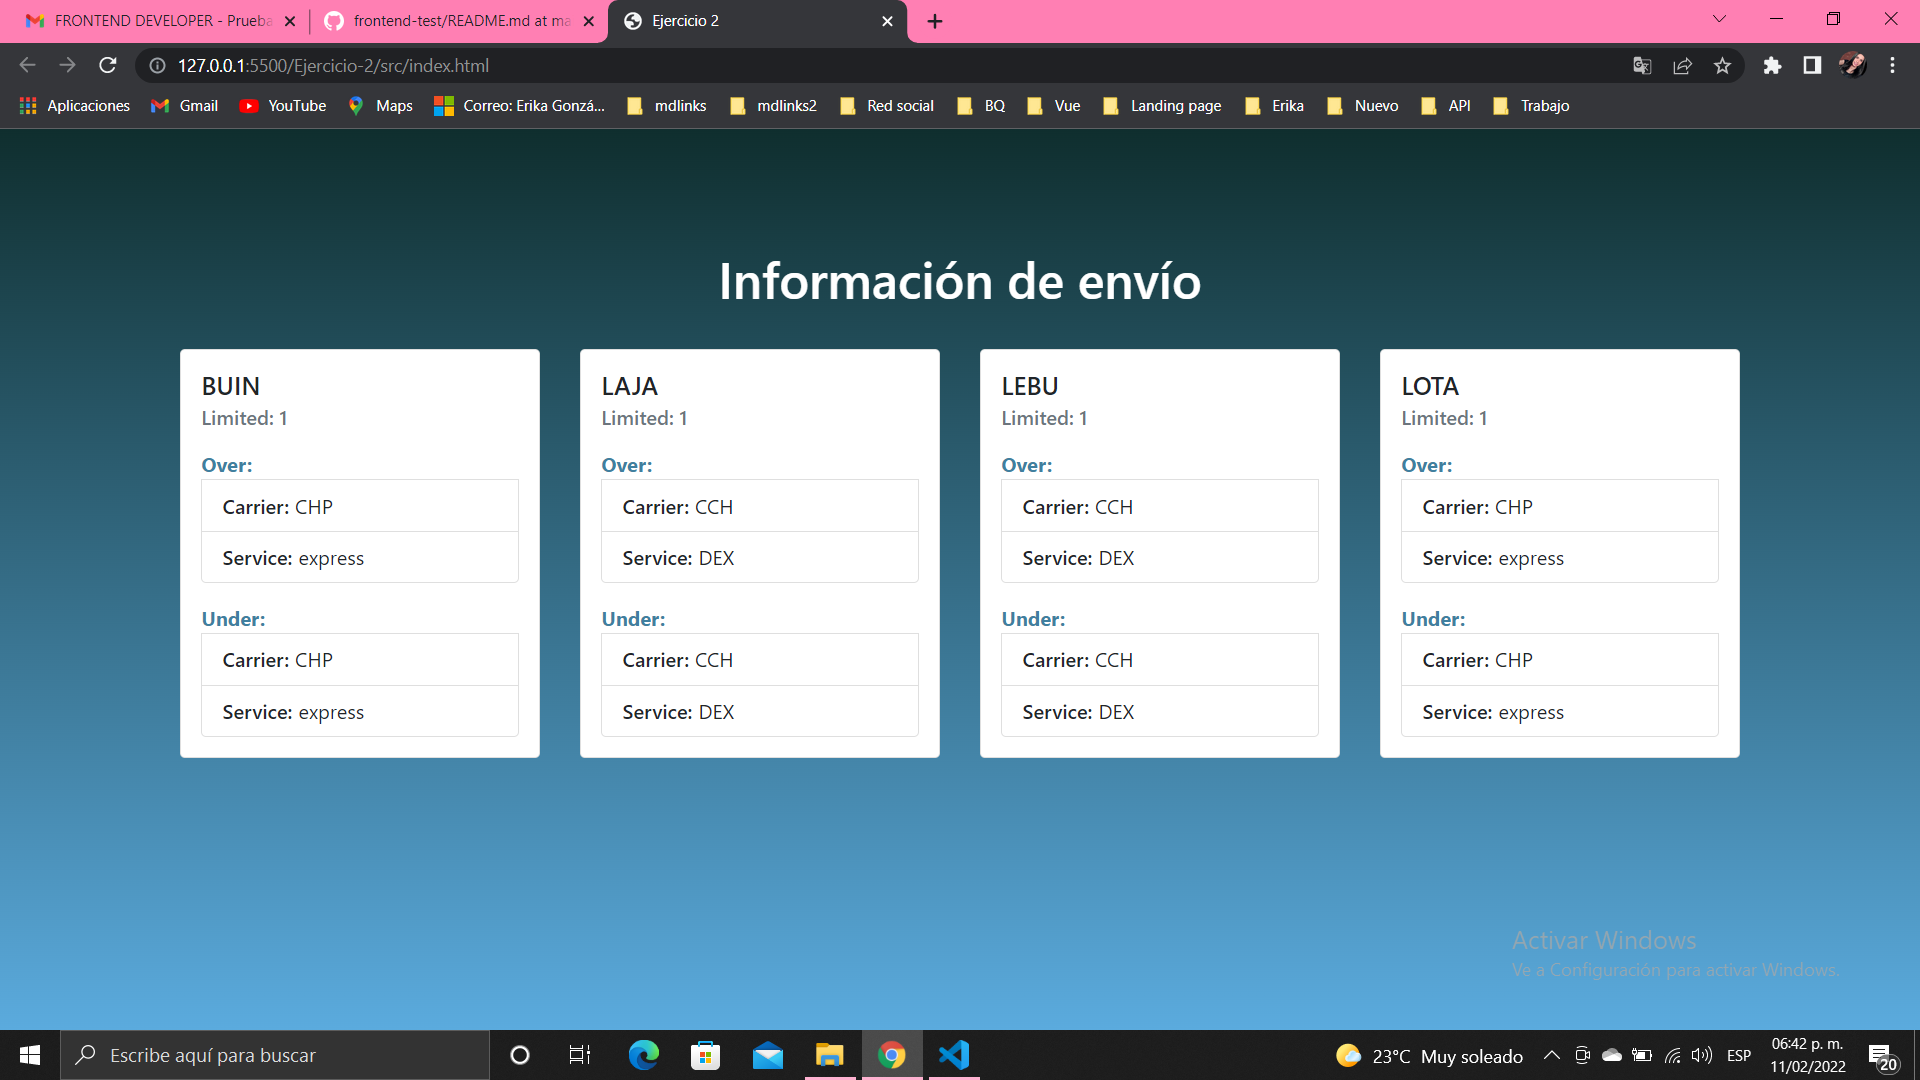 FRONTEND DEVELOPER - Prueba
frontend-test/README.md at ma
Ejercicio 2
127.0.0.1:5500/Ejercicio-2/src/index.html
Aplicaciones
Gmail
YouTube
Maps
Correo: Erika Gonzá...
mdlinks
mdlinks2
Red social
BQ
Vue
Landing page
Erika
Nuevo
API
Trabajo
Información de envío
BUIN
Limited: 1
Over:
Carrier: CHP
Service: express
Under:
Carrier: CHP
Service: express
LAJA
Limited: 1
Over:
Carrier: CCH
Service: DEX
Under:
Carrier: CCH
Service: DEX
LEBU
Limited: 1
Over:
Carrier: CCH
Service: DEX
Under:
Carrier: CCH
Service: DEX
LOTA
Limited: 1
Over:
Carrier: CHP
Service: express
Under:
Carrier: CHP
Service: express
Activar Windows
Ve a Configuración para activar Windows.
Escribe aquí para buscar
23°C Muy soleado
ESP
06:42 p. m.
11/02/2022
20